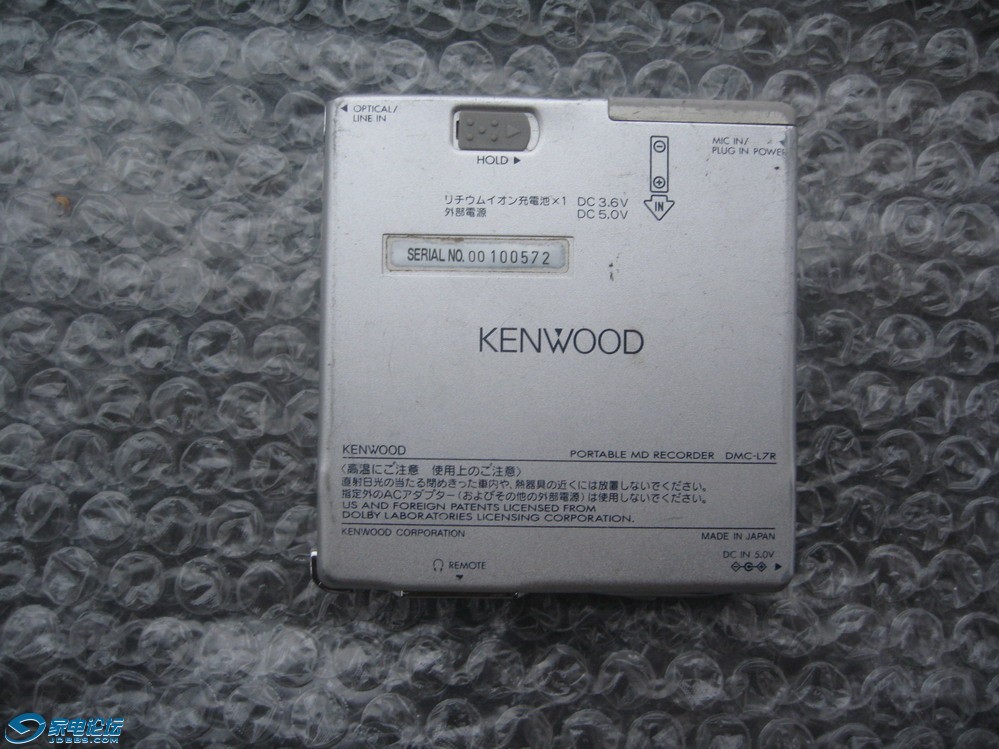 OPTICAL/
LINE IN
HOLD
MIC IN/
PLUG IN POWER
リチウムイオン充電池×1 DC 3.6V
外部電源 DC 5.0V
IN
SERIAL NO. 00 100572
KENWOOD
KENWOOD PORTABLE MD RECORDER DMC-L7R
〈高温にご注意 使用上のご注意〉
直射日光の当たる閉めきった車内や、熱器具の近くには放置しないでください。
指定外のACアダプター(およびその他の外部電源)は使用しないでください。
US AND FOREIGN PATENTS LICENSED FROM
DOLBY LABORATORIES LICENSING CORPORATION.
KENWOOD CORPORATION MADE IN JAPAN
DC IN 5.0V
REMOTE
家电论坛
JDBBS.COM